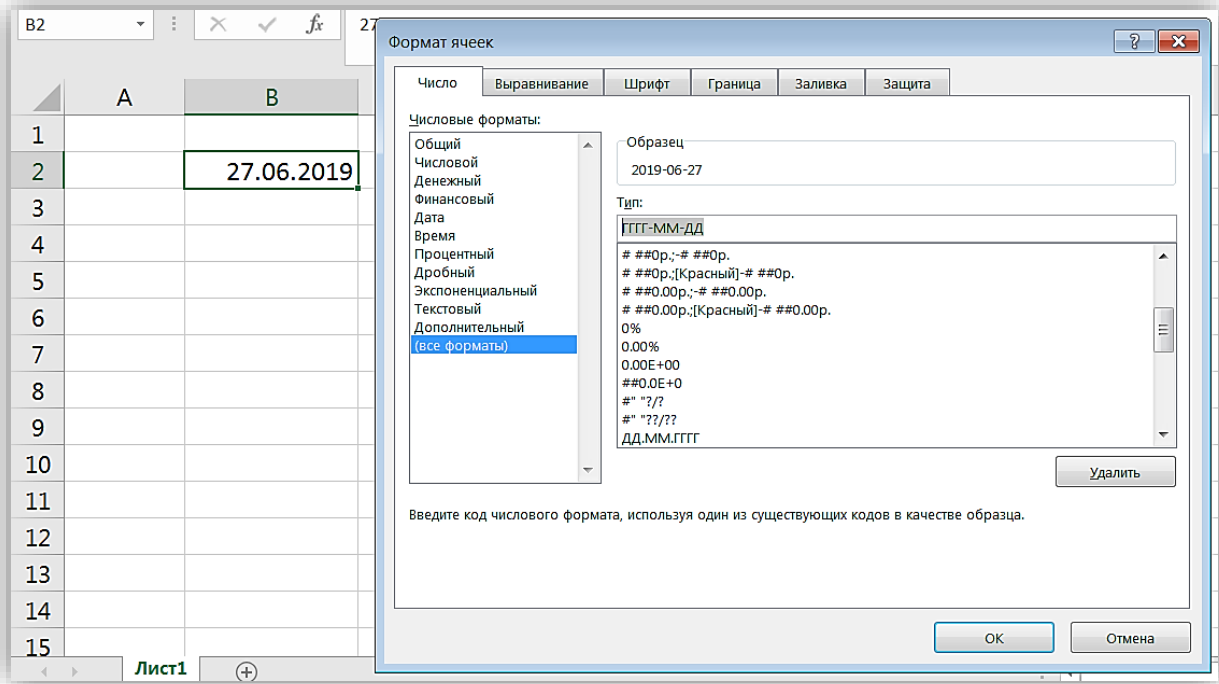 B2
fx
27
Формат ячеек
Число
Выравнивание
Шрифт
Граница
Заливка
Защита
A
B
1
2
3
4
5
6
7
8
9
10
11
12
13
14
15
27.06.2019
Числовые форматы:
Общий
Числовой
Денежный
Финансовый
Дата
Время
Процентный
Дробный
Экспоненциальный
Текстовый
Дополнительный
(все форматы)
Образец
2019-06-27
Тип:
ГГГГ-ММ-ДД
# ##0р.;-# ##0р.
# ##0р.;[Красный]-# ##0р.
# ##0.00р.;-# ##0.00р.
# ##0.00р.;[Красный]-# ##0.00р.
0%
0.00%
0.00E+00
##0.0E+0
#" "?/?
#" "??/??
ДД.ММ.ГГГГ
Удалить
Введите код числового формата, используя один из существующих кодов в качестве образца.
ОК
Отмена
Лист1